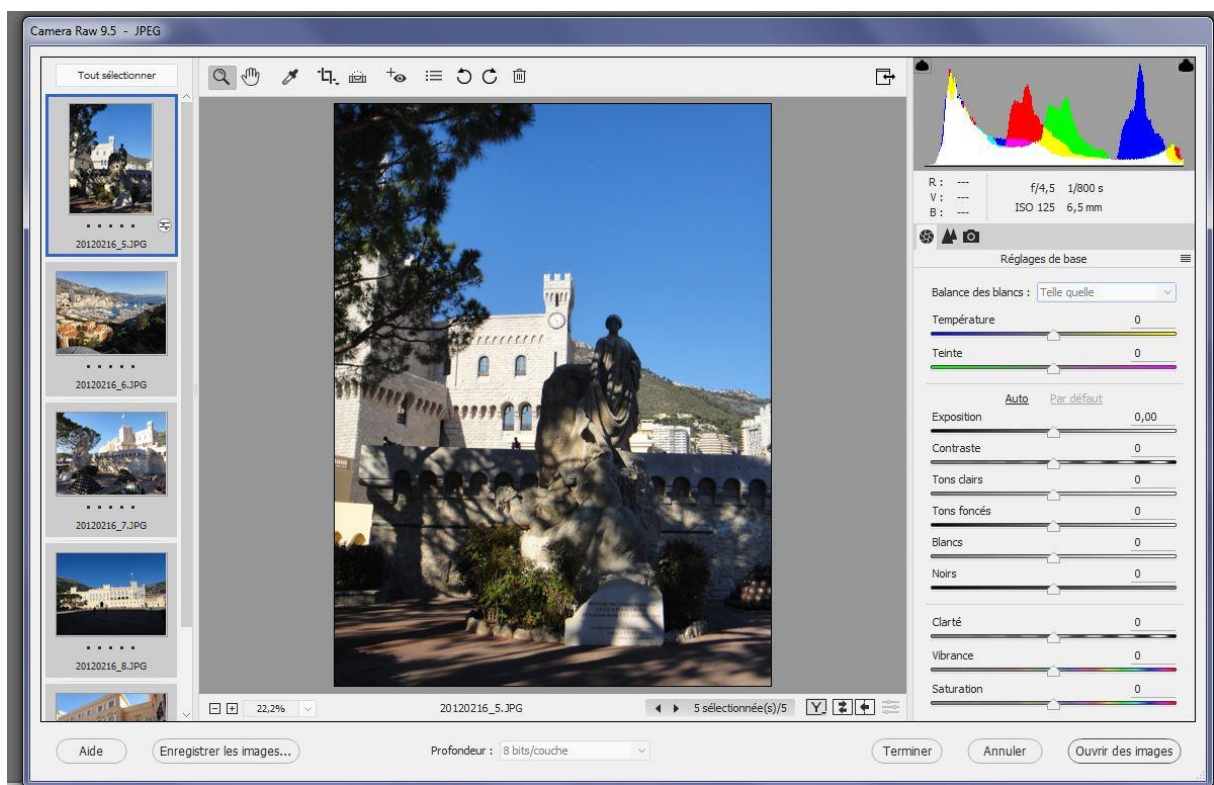 Camera Raw 9.5 - JPEG
Tout sélectionner
20120216_5.JPG
20120216_6.JPG
20120216_7.JPG
20120216_8.JPG
22,2%
20120216_5.JPG
5 sélectionnée(s)/5
Y
R : ---
V : ---
B : ---
f/4,5 1/800 s
ISO 125 6,5 mm
Réglages de base
Balance des blancs : Telle quelle
Température 0
Teinte 0
Auto Par défaut
Exposition 0,00
Contraste 0
Tons clairs 0
Tons foncés 0
Blancs 0
Noirs 0
Clarté 0
Vibrance 0
Saturation 0
Aide
Enregistrer les images...
Profondeur : 8 bits/couche
Terminer
Annuler
Ouvrir des images